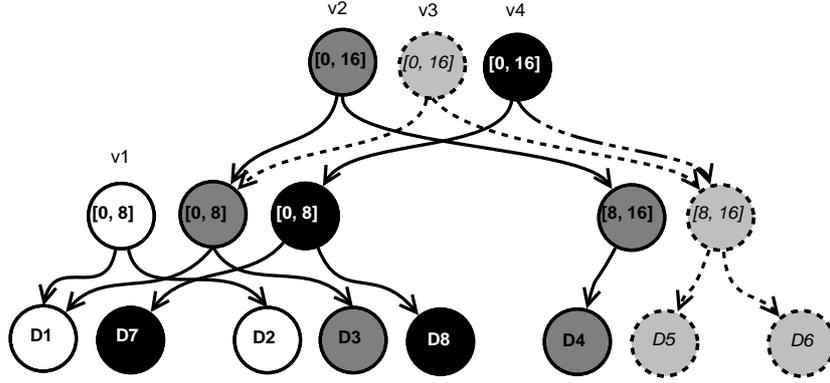 v2 v3 v4
[0, 16] [0, 16] [0, 16]
v1
[0, 8] [0, 8] [0, 8] [8, 16] [8, 16]
D1 D7 D2 D3 D8 D4 D5 D6